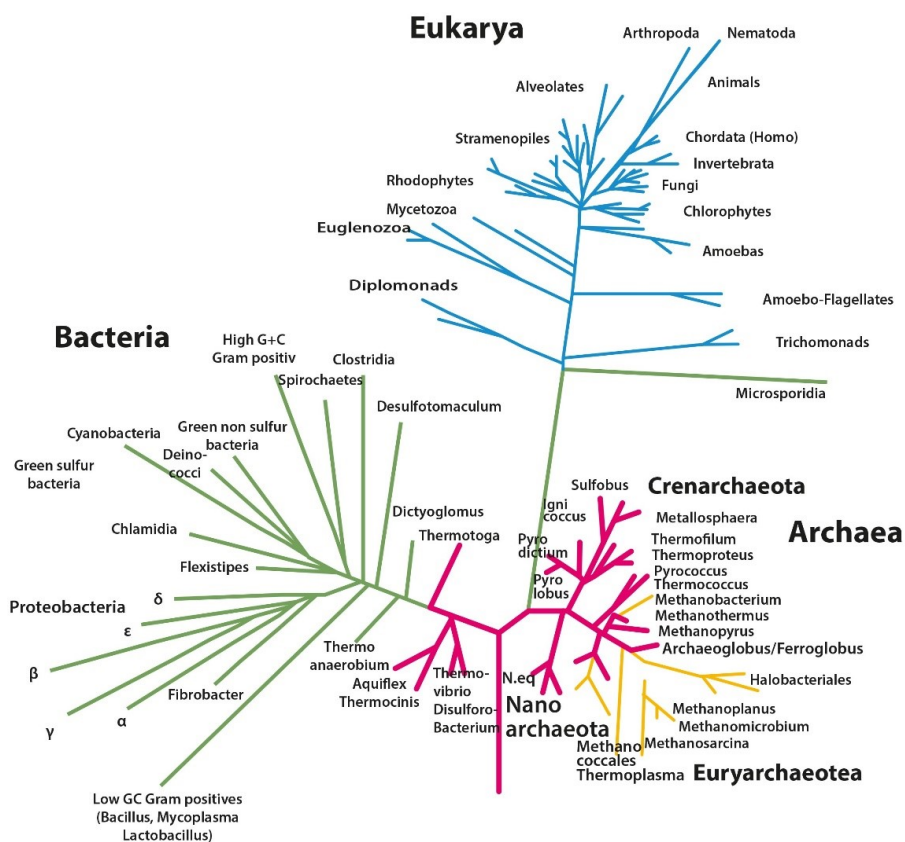 Eukarya
Arthropoda
Nematoda
Animals
Alveolates
Stramenopiles
Chordata (Homo)
Invertebrata
Rhodophytes
Fungi
Mycetozoa
Chlorophytes
Euglenozoa
Amoebas
Diplomonads
Amoebo-Flagellates
Trichomonads
Microsporidia
Bacteria
High G+C
Gram positiv
Clostridia
Spirochaetes
Desulfotomaculum
Green non sulfur
bacteria
Cyanobacteria
Deino-
cocci
Green sulfur
bacteria
Dictyoglomus
Chlamidia
Thermotoga
Flexistipes
Proteobacteria
δ
ε
β
γ
α
Fibrobacter
Low GC Gram positives
(Bacillus, Mycoplasma
Lactobacillus)
Thermo
anaerobium
Aquiflex
Thermocinis
Thermo-
vibrio
Disulforo-
Bacterium
N.eq
Nano
archaeota
Sulfobus
Crenarchaeota
Archaea
Igni
coccus
Metallosphaera
Pyro
dictium
Thermofilum
Thermoproteus
Pyro
lobus
Pyrococcus
Thermococcus
Methanobacterium
Methanothermus
Methanopyrus
Archaeoglobus/Ferroglobus
Halobacteriales
Methanoplanus
Methanomicrobium
Methanosarcina
Methano
coccales
Thermoplasma
Euryarchaeotea